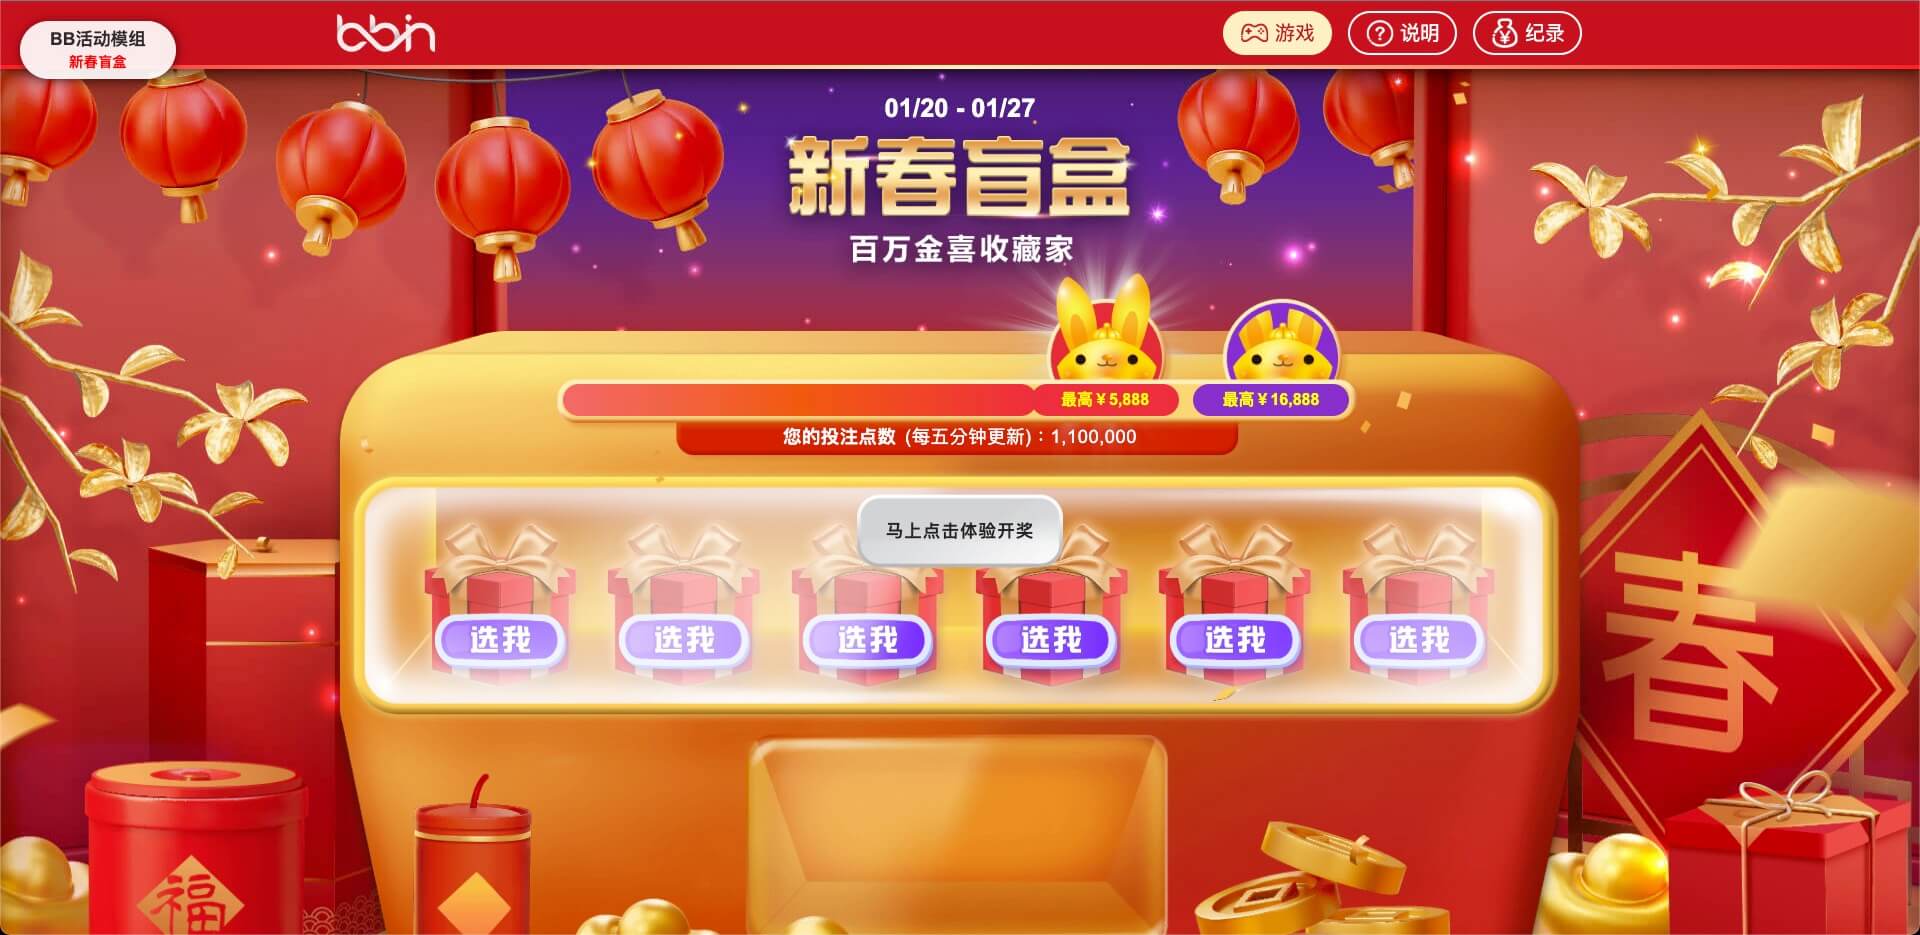 BB活动模组
新春盲盒
bbin
游戏
说明
纪录
01/20 - 01/27
新春盲盒
百万金喜收藏家
最高￥5,888
最高￥16,888
您的投注点数 (每五分钟更新)：1,100,000
马上点击体验开奖
选我
选我
选我
选我
选我
选我
春
福